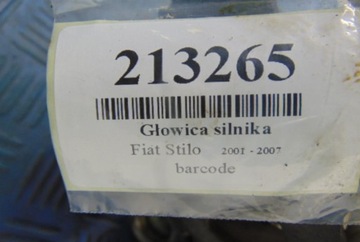 213265
Głowica silnika
Fiat Stilo 2001 - 2007
barcode